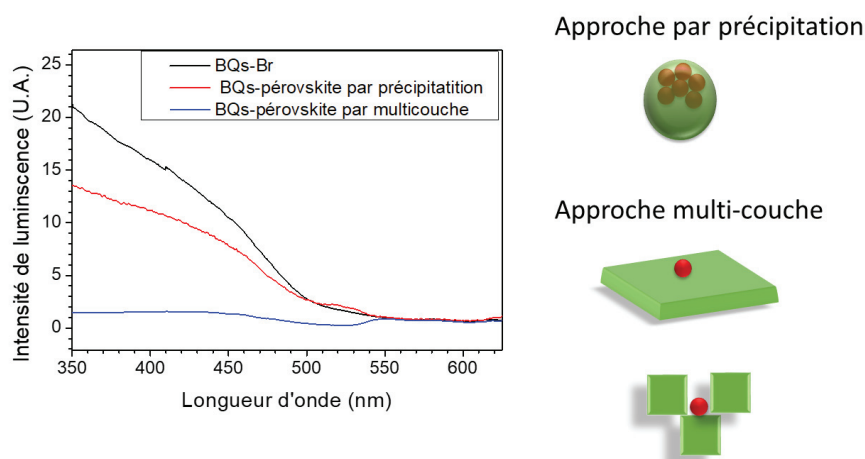 Approche par précipitation
25
20
15
10
5
0
Intensité de luminscence (U.A.)
BQs-Br
BQs-pérovskite par précipitatition
BQs-pérovskite par multicouche
350
400
450
500
550
600
Longueur d'onde (nm)
Approche multi-couche